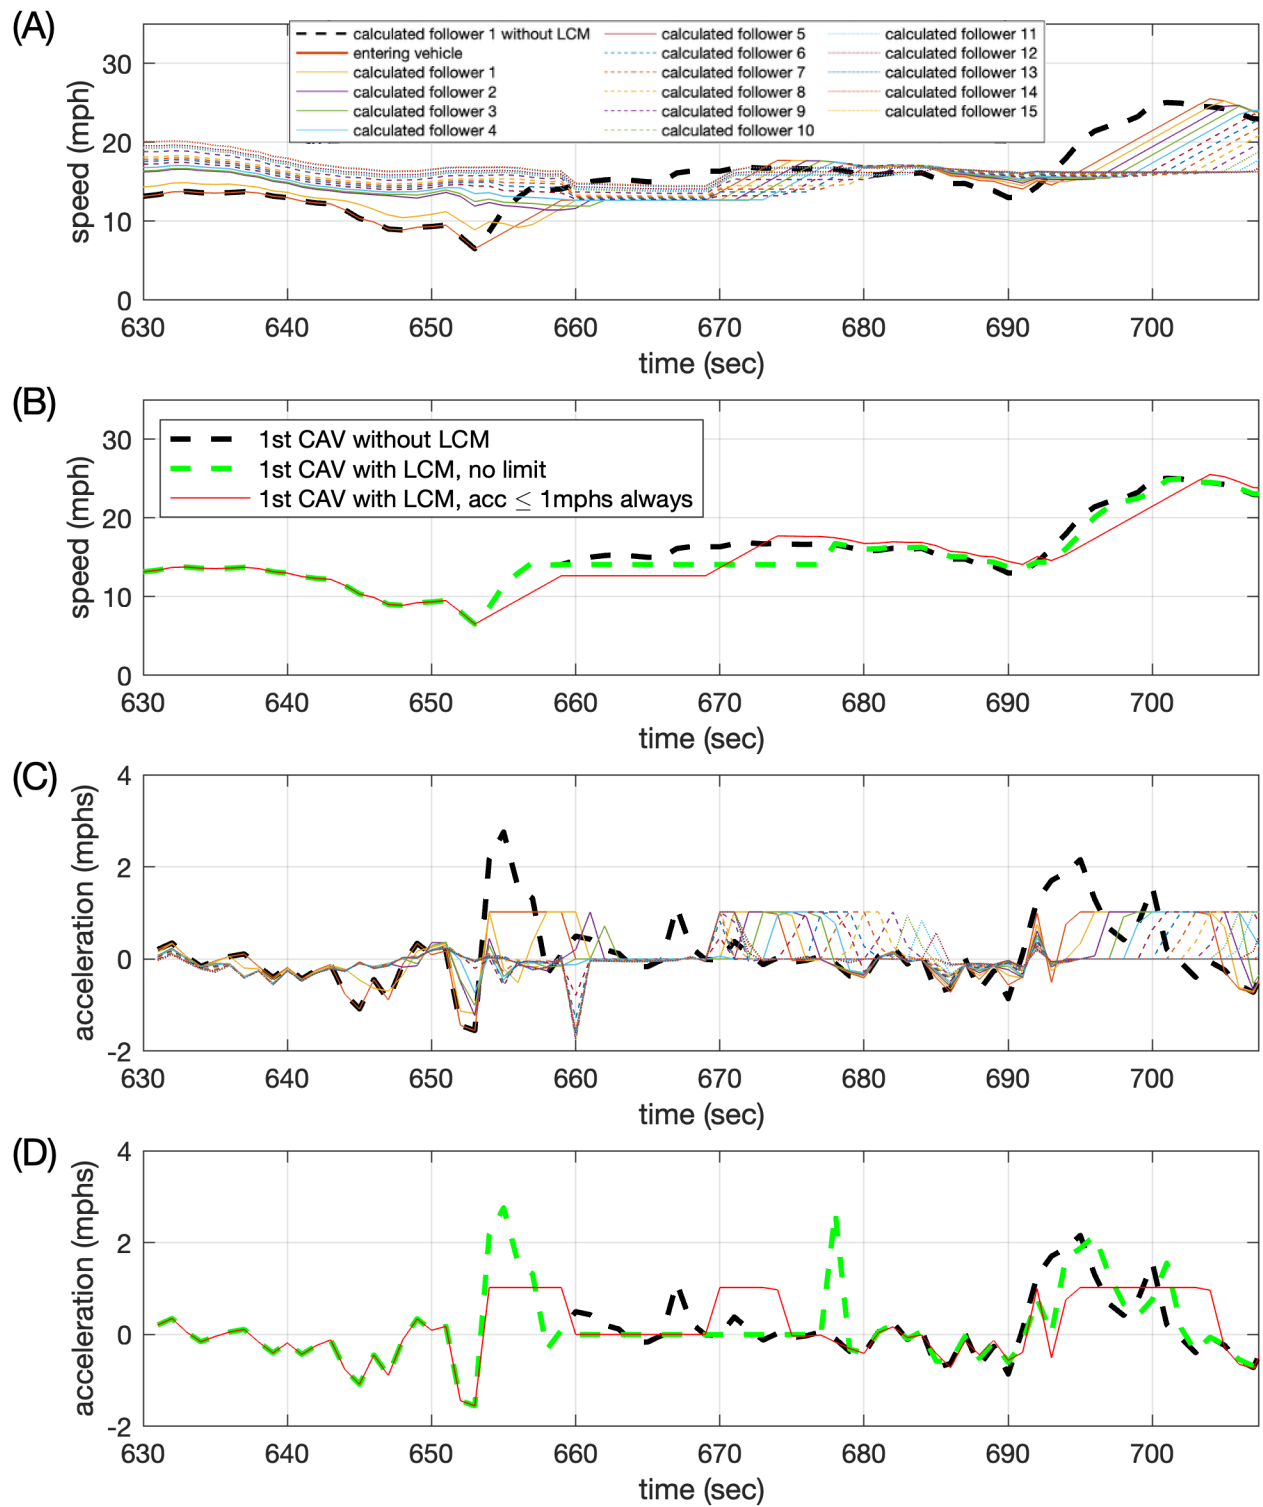 (A)
calculated follower 1 without LCM
entering vehicle
calculated follower 1
calculated follower 2
calculated follower 3
calculated follower 4
calculated follower 5
calculated follower 6
calculated follower 7
calculated follower 8
calculated follower 9
calculated follower 10
calculated follower 11
calculated follower 12
calculated follower 13
calculated follower 14
calculated follower 15
speed (mph)
30
20
10
0
630 640 650 660 670 680 690 700
time (sec)
(B)
1st CAV without LCM
1st CAV with LCM, no limit
1st CAV with LCM, acc ≤ 1mphs always
speed (mph)
30
20
10
0
630 640 650 660 670 680 690 700
time (sec)
(C)
acceleration (mphs)
4
2
0
-2
630 640 650 660 670 680 690 700
time (sec)
(D)
acceleration (mphs)
4
2
0
-2
630 640 650 660 670 680 690 700
time (sec)